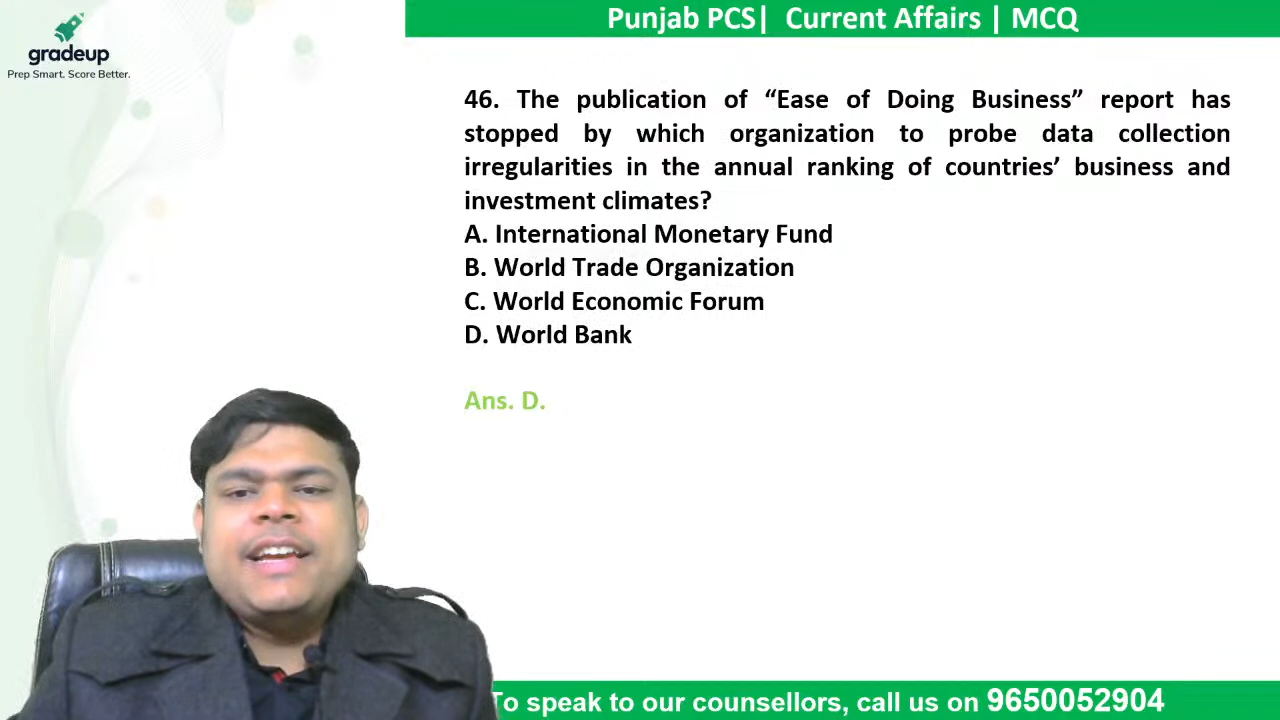 gradeup
Prep Smart. Score Better.
Punjab PCS| Current Affairs | MCQ
46. The publication of “Ease of Doing Business” report has
stopped by which organization to probe data collection
irregularities in the annual ranking of countries’ business and
investment climates?
A. International Monetary Fund
B. World Trade Organization
C. World Economic Forum
D. World Bank
Ans. D.
To speak to our counsellors, call us on 9650052904